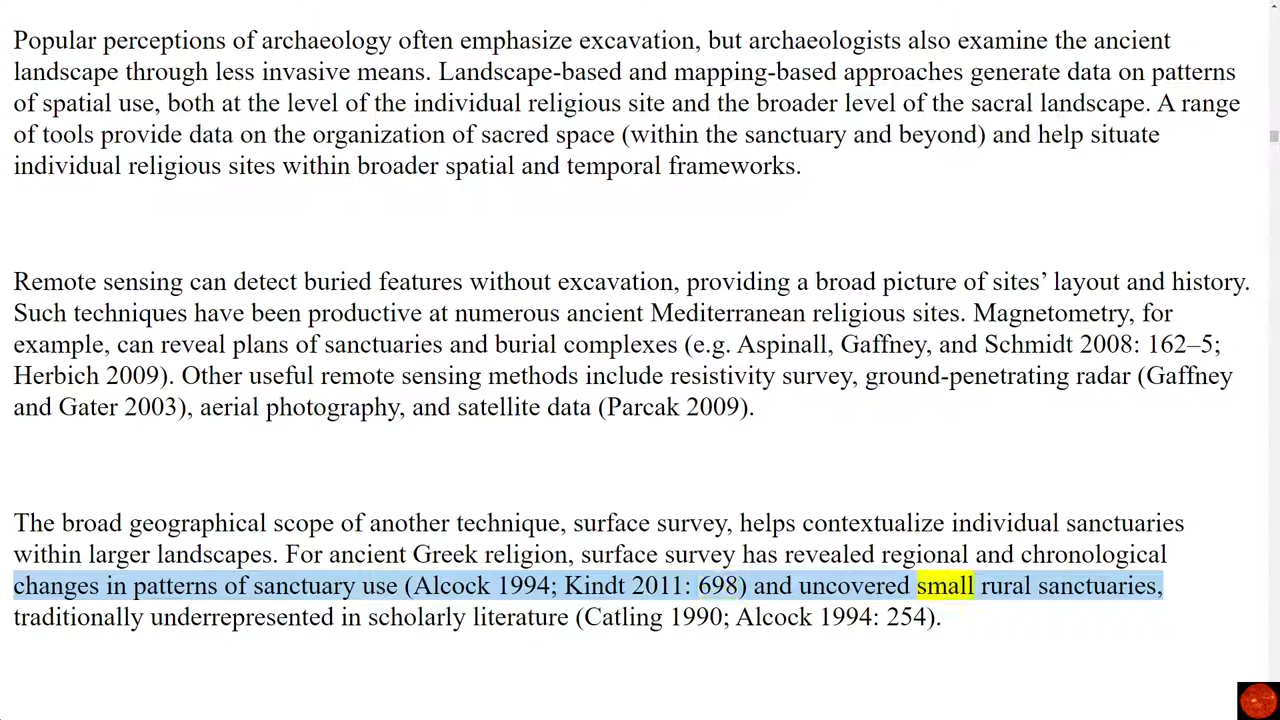 Popular perceptions of archaeology often emphasize excavation, but archaeologists also examine the ancient
landscape through less invasive means. Landscape-based and mapping-based approaches generate data on patterns
of spatial use, both at the level of the individual religious site and the broader level of the sacral landscape. A range
of tools provide data on the organization of sacred space (within the sanctuary and beyond) and help situate
individual religious sites within broader spatial and temporal frameworks.
Remote sensing can detect buried features without excavation, providing a broad picture of sites’ layout and history.
Such techniques have been productive at numerous ancient Mediterranean religious sites. Magnetometry, for
example, can reveal plans of sanctuaries and burial complexes (e.g. Aspinall, Gaffney, and Schmidt 2008: 162–5;
Herbich 2009). Other useful remote sensing methods include resistivity survey, ground-penetrating radar (Gaffney
and Gater 2003), aerial photography, and satellite data (Parcak 2009).
The broad geographical scope of another technique, surface survey, helps contextualize individual sanctuaries
within larger landscapes. For ancient Greek religion, surface survey has revealed regional and chronological
changes in patterns of sanctuary use (Alcock 1994; Kindt 2011: 698) and uncovered small rural sanctuaries,
traditionally underrepresented in scholarly literature (Catling 1990; Alcock 1994: 254).